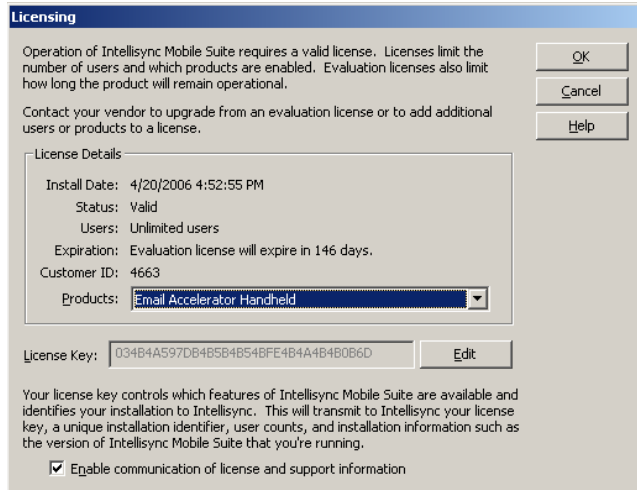 Licensing
Operation of Intellisync Mobile Suite requires a valid license. Licenses limit the
number of users and which products are enabled. Evaluation licenses also limit
how long the product will remain operational.
Contact your vendor to upgrade from an evaluation license or to add additional
users or products to a license.
OK
Cancel
Help
License Details
Install Date: 4/20/2006 4:52:55 PM
Status: Valid
Users: Unlimited users
Expiration: Evaluation license will expire in 146 days.
Customer ID: 4663
Products: Email Accelerator Handheld
License Key: 034B4A597DB4B5B4B54BFE4B4A4B4B0B6D Edit
Your license key controls which features of Intellisync Mobile Suite are available and
identifies your installation to Intellisync. This will transmit to Intellisync your license
key, a unique installation identifier, user counts, and installation information such as
the version of Intellisync Mobile Suite that you're running.
Enable communication of license and support information